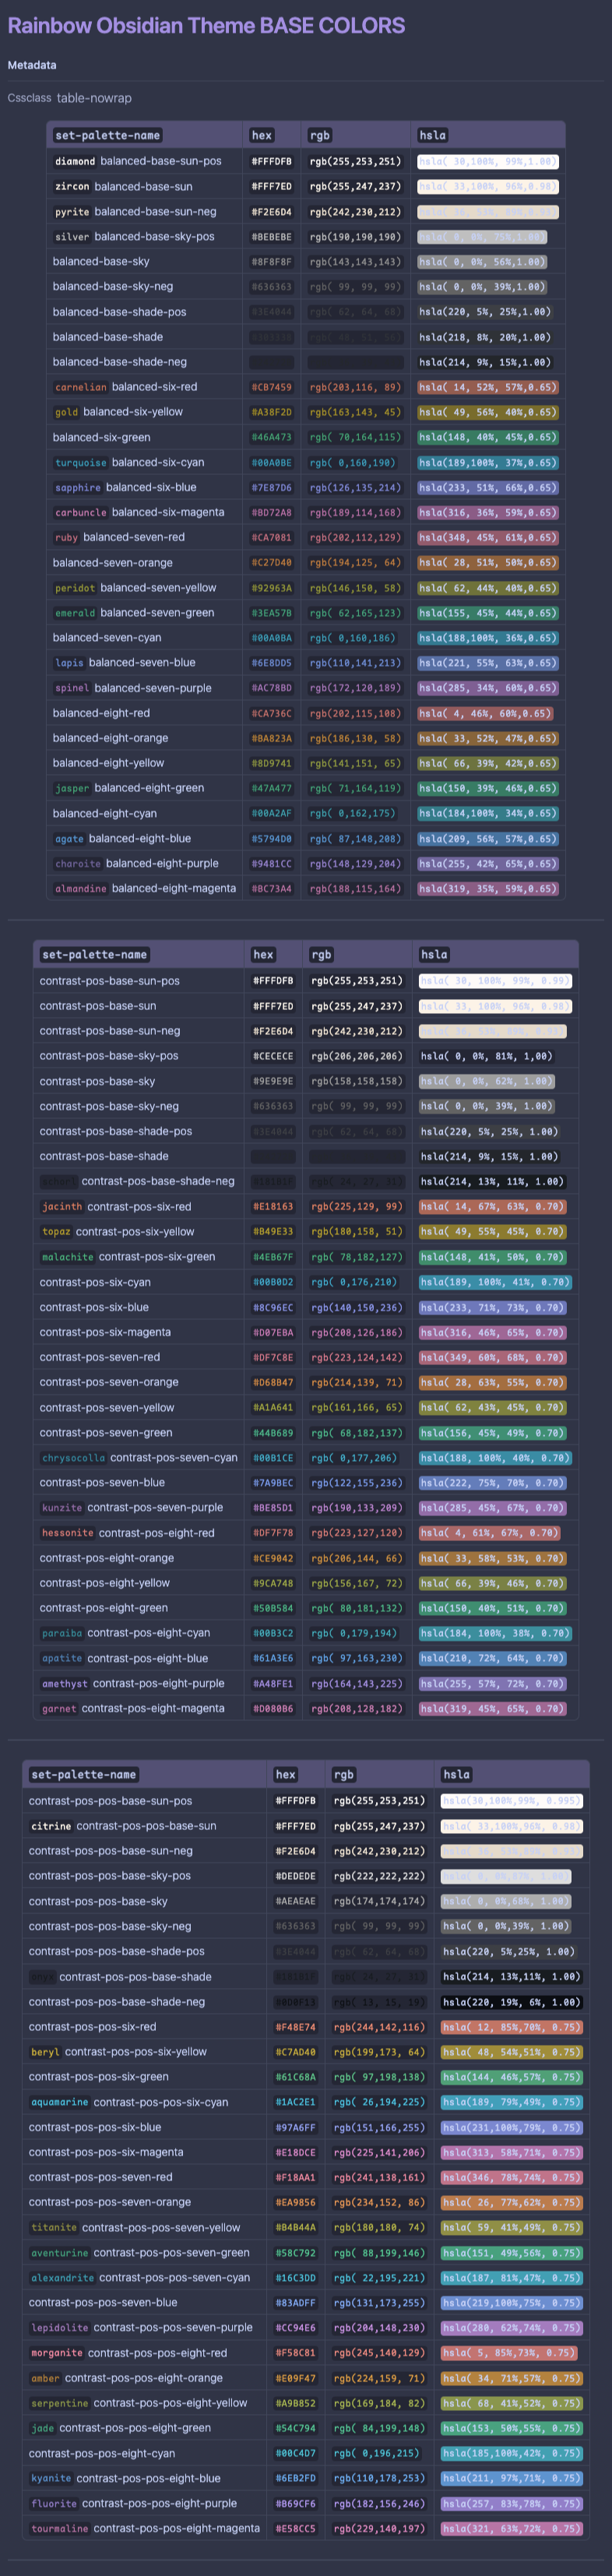 Rainbow Obsidian Theme BASE COLORS
Metadata
Cssclass table-nowrap
set-palette-name hex rgb hsla
diamond balanced-base-sun-pos #FFFDFB rgb(255,253,251) hsla( 30,100%, 99%,1.00)
zircon balanced-base-sun #FFF7ED rgb(255,247,237) hsla( 33,100%, 96%,0.98)
pyrite balanced-base-sun-neg #F2E6D4 rgb(242,230,212)
silver balanced-base-sky-pos #BEBEBE rgb(190,190,190) hsla( 0, 0%, 75%,1.00)
balanced-base-sky #8F8F8F rgb(143,143,143) hsla( 0, 0%, 56%,1.00)
balanced-base-sky-neg #636363 rgb( 99, 99, 99) hsla( 0, 0%, 39%,1.00)
balanced-base-shade-pos #3E4044 rgb( 62, 64, 68) hsla(220, 5%, 25%,1.00)
balanced-base-shade hsla(218, 8%, 20%,1.00)
balanced-base-shade-neg hsla(214, 9%, 15%,1.00)
carnelian balanced-six-red #CB7459 rgb(203,116, 89) hsla( 14, 52%, 57%,0.65)
gold balanced-six-yellow #A38F2D rgb(163,143, 45) hsla( 49, 56%, 40%,0.65)
balanced-six-green #46A473 rgb( 70,164,115) hsla(148, 40%, 45%,0.65)
turquoise balanced-six-cyan #00A0BE rgb( 0,160,190) hsla(189,100%, 37%,0.65)
sapphire balanced-six-blue #7E87D6 rgb(126,135,214) hsla(233, 51%, 66%,0.65)
carbuncle balanced-six-magenta #BD72A8 rgb(189,114,168) hsla(316, 36%, 59%,0.65)
ruby balanced-seven-red #CA7081 rgb(202,112,129) hsla(348, 45%, 61%,0.65)
balanced-seven-orange #C27D40 rgb(194,125, 64) hsla( 28, 51%, 50%,0.65)
peridot balanced-seven-yellow #92963A rgb(146,150, 58) hsla( 62, 44%, 40%,0.65)
emerald balanced-seven-green #3EA57B rgb( 62,165,123) hsla(155, 45%, 44%,0.65)
balanced-seven-cyan #00A0BA rgb( 0,160,186) hsla(188,100%, 36%,0.65)
lapis balanced-seven-blue #6E8DD5 rgb(110,141,213) hsla(221, 55%, 63%,0.65)
spinel balanced-seven-purple #AC78BD rgb(172,120,189) hsla(285, 34%, 60%,0.65)
balanced-eight-red #CA736C rgb(202,115,108) hsla( 4, 46%, 60%,0.65)
balanced-eight-orange #BA823A rgb(186,130, 58) hsla( 33, 52%, 47%,0.65)
balanced-eight-yellow #8D9741 rgb(141,151, 65) hsla( 66, 39%, 42%,0.65)
jasper balanced-eight-green #47A477 rgb( 71,164,119) hsla(150, 39%, 46%,0.65)
balanced-eight-cyan #00A2AF rgb( 0,162,175) hsla(184,100%, 34%,0.65)
agate balanced-eight-blue #5794D0 rgb( 87,148,208) hsla(209, 56%, 57%,0.65)
charoite balanced-eight-purple #9481CC rgb(148,129,204) hsla(255, 42%, 65%,0.65)
almandine balanced-eight-magenta #BC73A4 rgb(188,115,164) hsla(319, 35%, 59%,0.65)
set-palette-name hex rgb hsla
contrast-pos-base-sun-pos #FFFDFB rgb(255,253,251) hsla( 30, 100%, 99%, 0.99)
contrast-pos-base-sun #FFF7ED rgb(255,247,237) hsla( 33, 100%, 96%, 0.98)
contrast-pos-base-sun-neg #F2E6D4 rgb(242,230,212)
contrast-pos-base-sky-pos #CECECE rgb(206,206,206) hsla( 0, 0%, 81%, 1,00)
contrast-pos-base-sky #9E9E9E rgb(158,158,158) hsla( 0, 0%, 62%, 1.00)
contrast-pos-base-sky-neg #636363 rgb( 99, 99, 99) hsla( 0, 0%, 39%, 1.00)
contrast-pos-base-shade-pos #3E4044 rgb( 62, 64, 68) hsla(220, 5%, 25%, 1.00)
contrast-pos-base-shade hsla(214, 9%, 15%, 1.00)
contrast-pos-base-shade-neg hsla(214, 13%, 11%, 1.00)
jacinth contrast-pos-six-red #E18163 rgb(225,129, 99) hsla( 14, 67%, 63%, 0.70)
topaz contrast-pos-six-yellow #B49E33 rgb(180,158, 51) hsla( 49, 55%, 45%, 0.70)
malachite contrast-pos-six-green #4EB67F rgb( 78,182,127) hsla(148, 41%, 50%, 0.70)
contrast-pos-six-cyan #00B0D2 rgb( 0,176,210) hsla(189, 100%, 41%, 0.70)
contrast-pos-six-blue #8C96EC rgb(140,150,236) hsla(233, 71%, 73%, 0.70)
contrast-pos-six-magenta #D07EBA rgb(208,126,186) hsla(316, 46%, 65%, 0.70)
contrast-pos-seven-red #DF7C8E rgb(223,124,142) hsla(349, 60%, 68%, 0.70)
contrast-pos-seven-orange #D68B47 rgb(214,139, 71) hsla( 28, 63%, 55%, 0.70)
contrast-pos-seven-yellow #A1A641 rgb(161,166, 65) hsla( 62, 43%, 45%, 0.70)
contrast-pos-seven-green #44B689 rgb( 68,182,137) hsla(156, 45%, 49%, 0.70)
chrysocolla contrast-pos-seven-cyan #00B1CE rgb( 0,177,206) hsla(188, 100%, 40%, 0.70)
contrast-pos-seven-blue #7A9BEC rgb(122,155,236) hsla(222, 75%, 70%, 0.70)
kunzite contrast-pos-seven-purple #BE85D1 rgb(190,133,209) hsla(285, 45%, 67%, 0.70)
hessonite contrast-pos-eight-red #DF7F78 rgb(223,127,120) hsla( 4, 61%, 67%, 0.70)
contrast-pos-eight-orange #CE9042 rgb(206,144, 66) hsla( 33, 58%, 53%, 0.70)
contrast-pos-eight-yellow #9CA748 rgb(156,167, 72) hsla( 66, 39%, 46%, 0.70)
contrast-pos-eight-green #50B584 rgb( 80,181,132) hsla(150, 40%, 51%, 0.70)
paraiba contrast-pos-eight-cyan #00B3C2 rgb( 0,179,194) hsla(184, 100%, 38%, 0.70)
apatite contrast-pos-eight-blue #61A3E6 rgb( 97,163,230) hsla(210, 72%, 64%, 0.70)
amethyst contrast-pos-eight-purple #A48FE1 rgb(164,143,225) hsla(255, 57%, 72%, 0.70)
garnet contrast-pos-eight-magenta #D080B6 rgb(208,128,182) hsla(319, 45%, 65%, 0.70)
set-palette-name hex rgb hsla
contrast-pos-pos-base-sun-pos #FFFDFB rgb(255,253,251) hsla(30,100%,99%, 0.995)
citrine contrast-pos-pos-base-sun #FFF7ED rgb(255,247,237) hsla( 33,100%,96%, 0.98)
contrast-pos-pos-base-sun-neg #F2E6D4 rgb(242,230,212)
contrast-pos-pos-base-sky-pos #DEDEDE rgb(222,222,222)
contrast-pos-pos-base-sky #AEAEAE rgb(174,174,174) hsla( 0, 0%,68%, 1.00)
contrast-pos-pos-base-sky-neg #636363 rgb( 99, 99, 99) hsla( 0, 0%,39%, 1.00)
contrast-pos-pos-base-shade-pos #3E4044 rgb( 62, 64, 68) hsla(220, 5%,25%, 1.00)
contrast-pos-pos-base-shade hsla(214, 13%,11%, 1.00)
contrast-pos-pos-base-shade-neg #0D0F13 rgb( 13, 15, 19) hsla(220, 19%, 6%, 1.00)
contrast-pos-pos-six-red #F48E74 rgb(244,142,116) hsla( 12, 85%,70%, 0.75)
beryl contrast-pos-pos-six-yellow #C7AD40 rgb(199,173, 64) hsla( 48, 54%,51%, 0.75)
contrast-pos-pos-six-green #61C68A rgb( 97,198,138) hsla(144, 46%,57%, 0.75)
aquamarine contrast-pos-pos-six-cyan #1AC2E1 rgb( 26,194,225) hsla(189, 79%,49%, 0.75)
contrast-pos-pos-six-blue #97A6FF rgb(151,166,255) hsla(231,100%,79%, 0.75)
contrast-pos-pos-six-magenta #E18DCE rgb(225,141,206) hsla(313, 58%,71%, 0.75)
contrast-pos-pos-seven-red #F18AA1 rgb(241,138,161) hsla(346, 78%,74%, 0.75)
contrast-pos-pos-seven-orange #EA9856 rgb(234,152, 86) hsla( 26, 77%,62%, 0.75)
titanite contrast-pos-pos-seven-yellow #B4B44A rgb(180,180, 74) hsla( 59, 41%,49%, 0.75)
aventurine contrast-pos-pos-seven-green #58C792 rgb( 88,199,146) hsla(151, 49%,56%, 0.75)
alexandrite contrast-pos-pos-seven-cyan #16C3DD rgb( 22,195,221) hsla(187, 81%,47%, 0.75)
contrast-pos-pos-seven-blue #83ADFF rgb(131,173,255) hsla(219,100%,75%, 0.75)
lepidolite contrast-pos-pos-seven-purple #CC94E6 rgb(204,148,230) hsla(280, 62%,74%, 0.75)
morganite contrast-pos-pos-eight-red #F58C81 rgb(245,140,129) hsla( 5, 85%,73%, 0.75)
amber contrast-pos-pos-eight-orange #E09F47 rgb(224,159, 71) hsla( 34, 71%,57%, 0.75)
serpentine contrast-pos-pos-eight-yellow #A9B852 rgb(169,184, 82) hsla( 68, 41%,52%, 0.75)
jade contrast-pos-pos-eight-green #54C794 rgb( 84,199,148) hsla(153, 50%,55%, 0.75)
contrast-pos-pos-eight-cyan #00C4D7 rgb( 0,196,215) hsla(185,100%,42%, 0.75)
kyanite contrast-pos-pos-eight-blue #6EB2FD rgb(110,178,253) hsla(211, 97%,71%, 0.75)
fluorite contrast-pos-pos-eight-purple #B69CF6 rgb(182,156,246) hsla(257, 83%,78%, 0.75)
tourmaline contrast-pos-pos-eight-magenta #E58CC5 rgb(229,140,197) hsla(321, 63%,72%, 0.75)